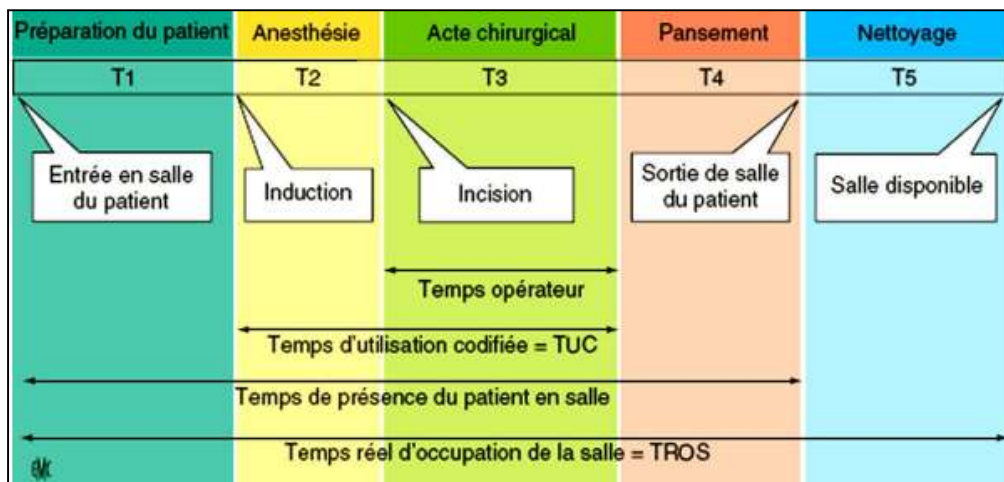 Préparation du patient
Anesthésie
Acte chirurgical
Pansement
Nettoyage
T1
T2
T3
T4
T5
Entrée en salle
du patient
Induction
Incision
Sortie de salle
du patient
Salle disponible
Temps opérateur
Temps d'utilisation codifiée = TUC
Temps de présence du patient en salle
Temps réel d'occupation de la salle = TROS